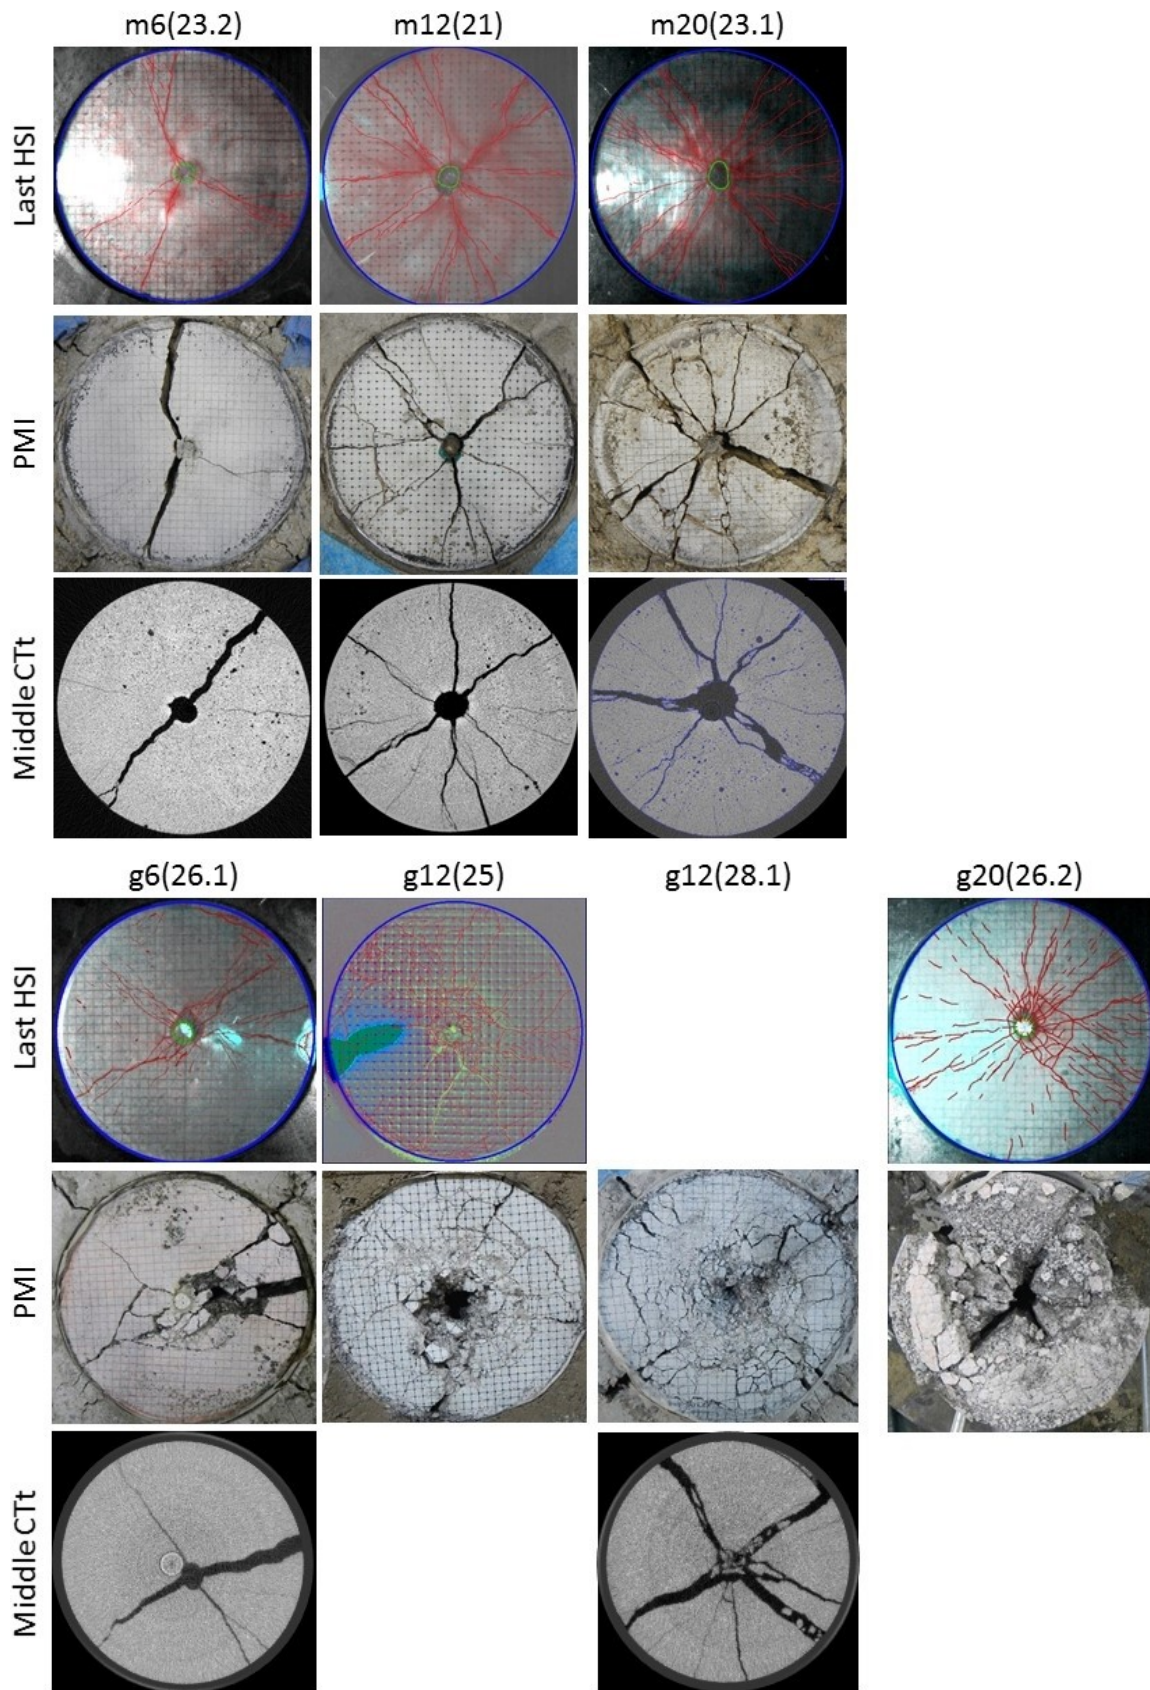 m6(23.2) m12(21) m20(23.1)
Last HSI
PMI
Middle CTt
g6(26.1) g12(25) g12(28.1) g20(26.2)
Last HSI
PMI
Middle CTt